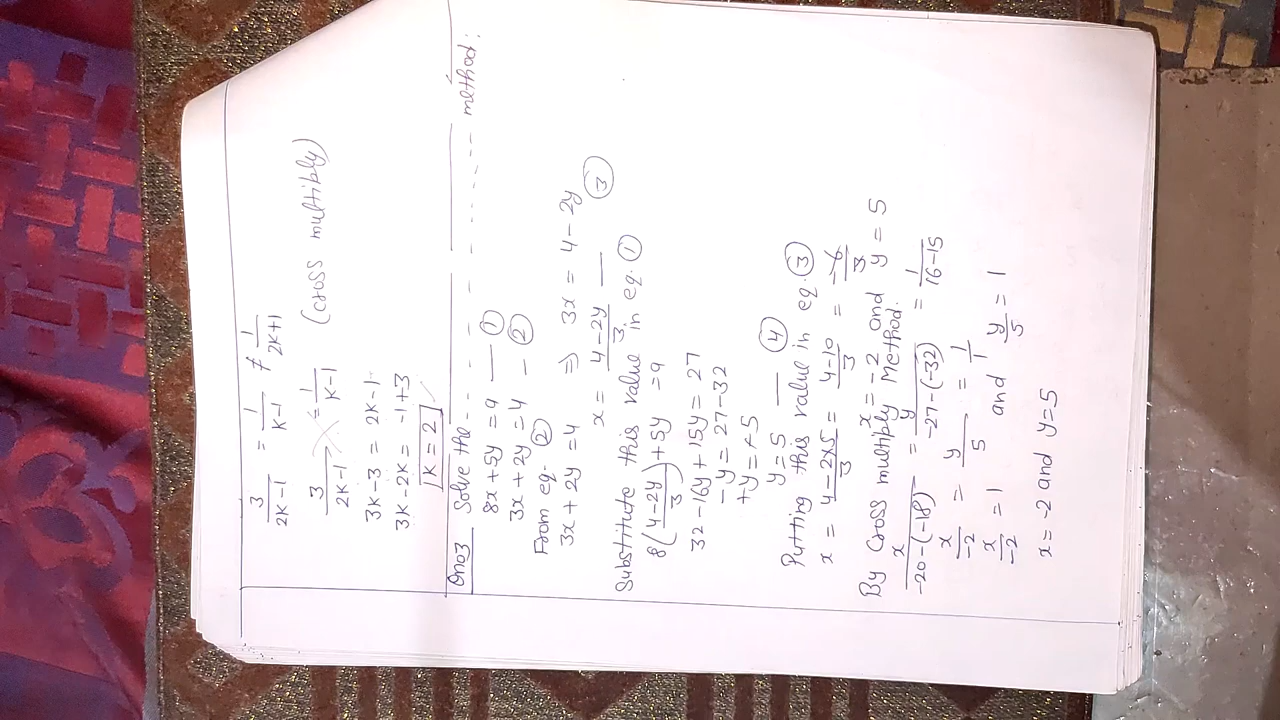 3/2K-1 = 1/K-1 ≠ 1/2K+1
3/2K-1 = 1/K-1 (cross multiply)
3K-3 = 2K-1
3K-2K = -1+3
K=2
Qno3 Solve the - - - - - - - - - - method:
8x+5y=9 — ①
3x+2y=4 — ②
From eq. ②
3x+2y=4 ⇒ 3x = 4-2y
x = 4-2y/3 — ③
Substitute this value in eq. ①
8(4-2y/3)+5y =9
32-16y+15y=27
-y=27-32
+y=+5
y=5 — ④
Putting this value in eq. ③
x = 4-2×5/3 = 4-10/3 = -6/3
x=-2 and y=5
By Cross multiply Method.
x/-20-(-18) = y/-27-(-32) = 1/16-15
x/-2 = y/5 = 1/1
x/-2 = 1 and y/5 = 1
x=-2 and y=5